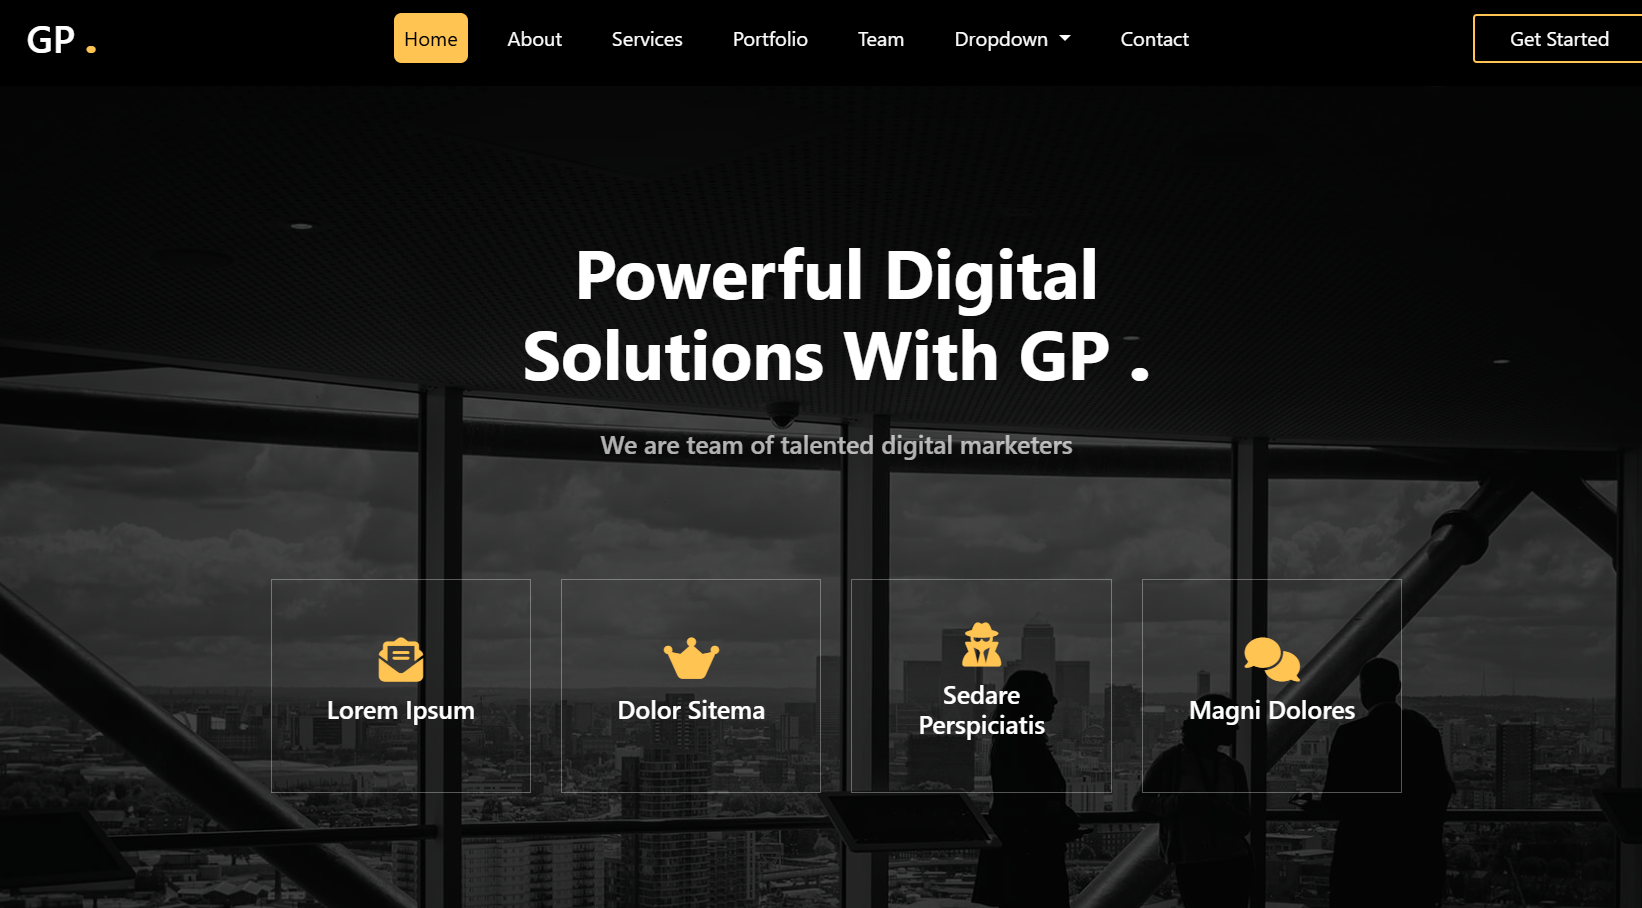 GP .
Home
About
Services
Portfolio
Team
Dropdown
Contact
Get Started
Powerful Digital
Solutions With GP .
We are team of talented digital marketers
Lorem Ipsum
Dolor Sitema
Sedare
Perspiciatis
Magni Dolores